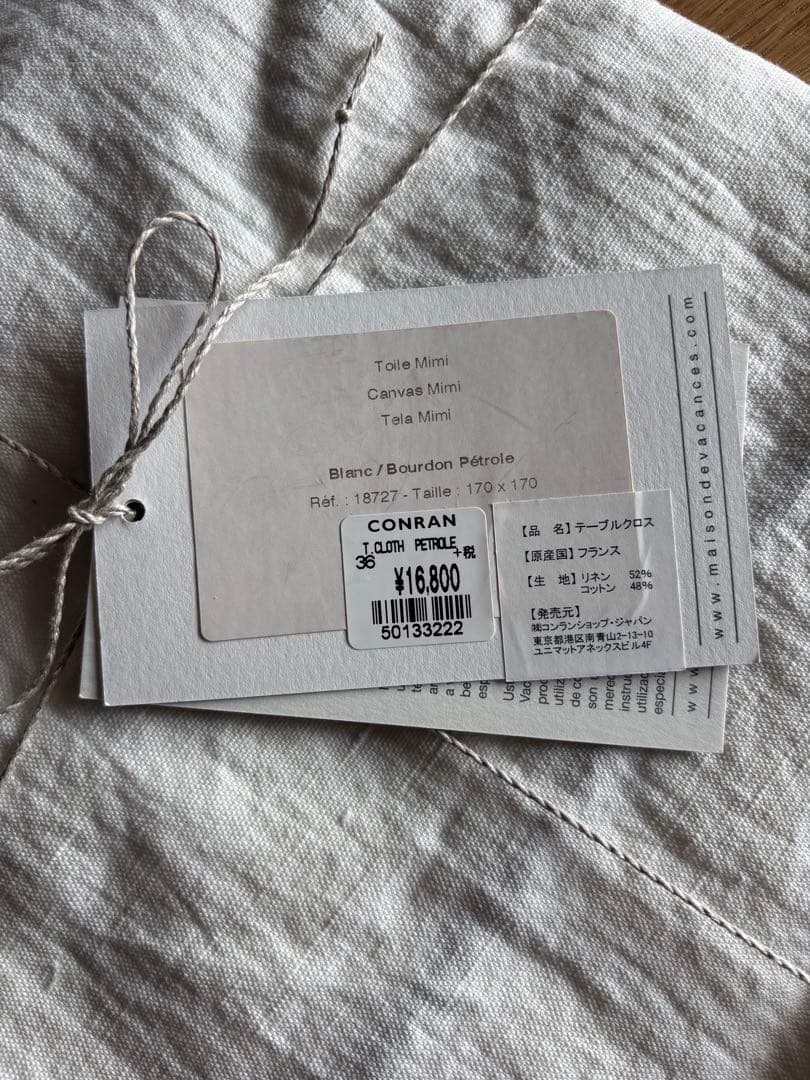 Toile Mimi
Canvas Mimi
Tela Mimi
Blanc / Bourdon Pétrole
Réf. : 18727 - Taille : 170 x 170
CONRAN
T.CLOTH PETROLE
36
+税
¥16,800
50133222
【品 名】テーブルクロス
【原産国】フランス
【生 地】リネン 52%
コットン 48%
【発売元】
㈱コンランショップ・ジャパン
東京都港区南青山2-13-10
ユニマットアネックスビル4F
www.maisondevacances.com